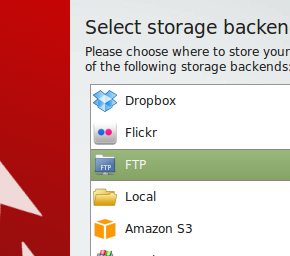 Select storage backen
Please choose where to store your
of the following storage backends:
Dropbox
Flickr
FTP
FTP
Local
Amazon S3